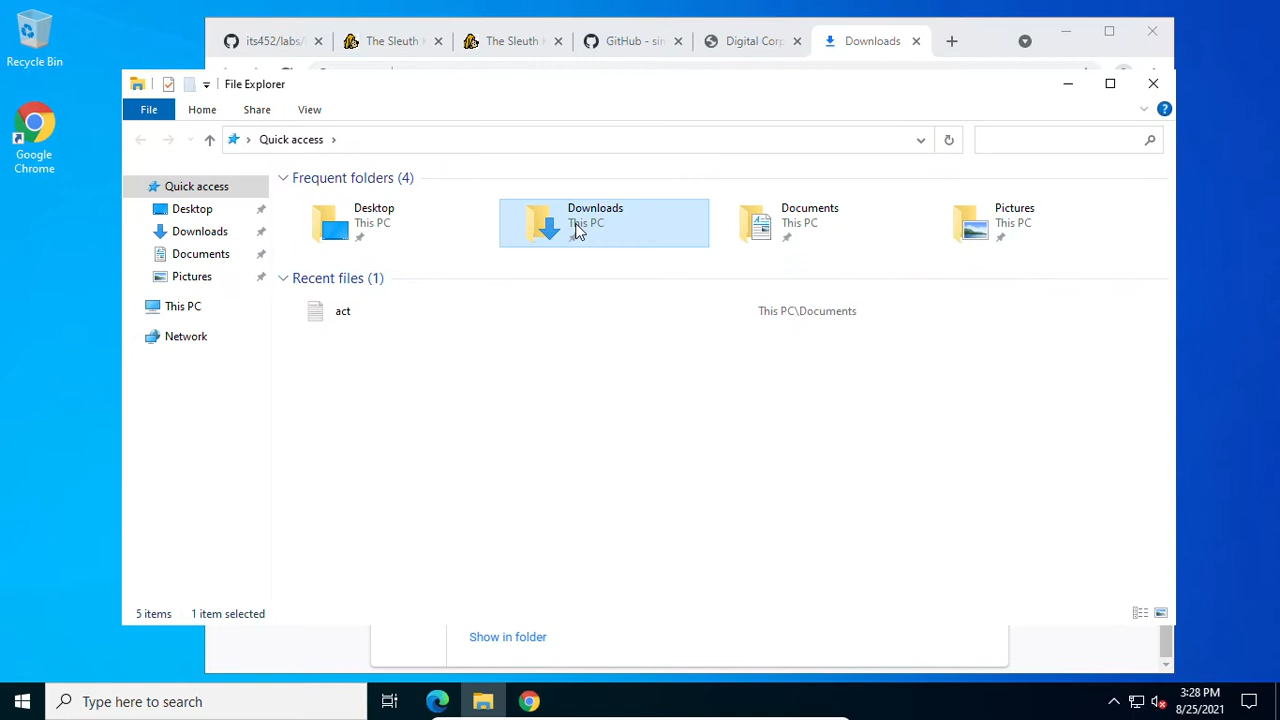 Recycle Bin
Google Chrome
its452/labs/
The Sleuth
The Sleuth
GitHub - sin
Digital Corp
Downloads
File Explorer
File
Home
Share
View
Quick access
Quick access
Desktop
Downloads
Documents
Pictures
This PC
Network
Frequent folders (4)
Desktop
This PC
Downloads
This PC
Documents
This PC
Pictures
This PC
Recent files (1)
act
This PC\Documents
5 items
1 item selected
Show in folder
Type here to search
3:28 PM
8/25/2021